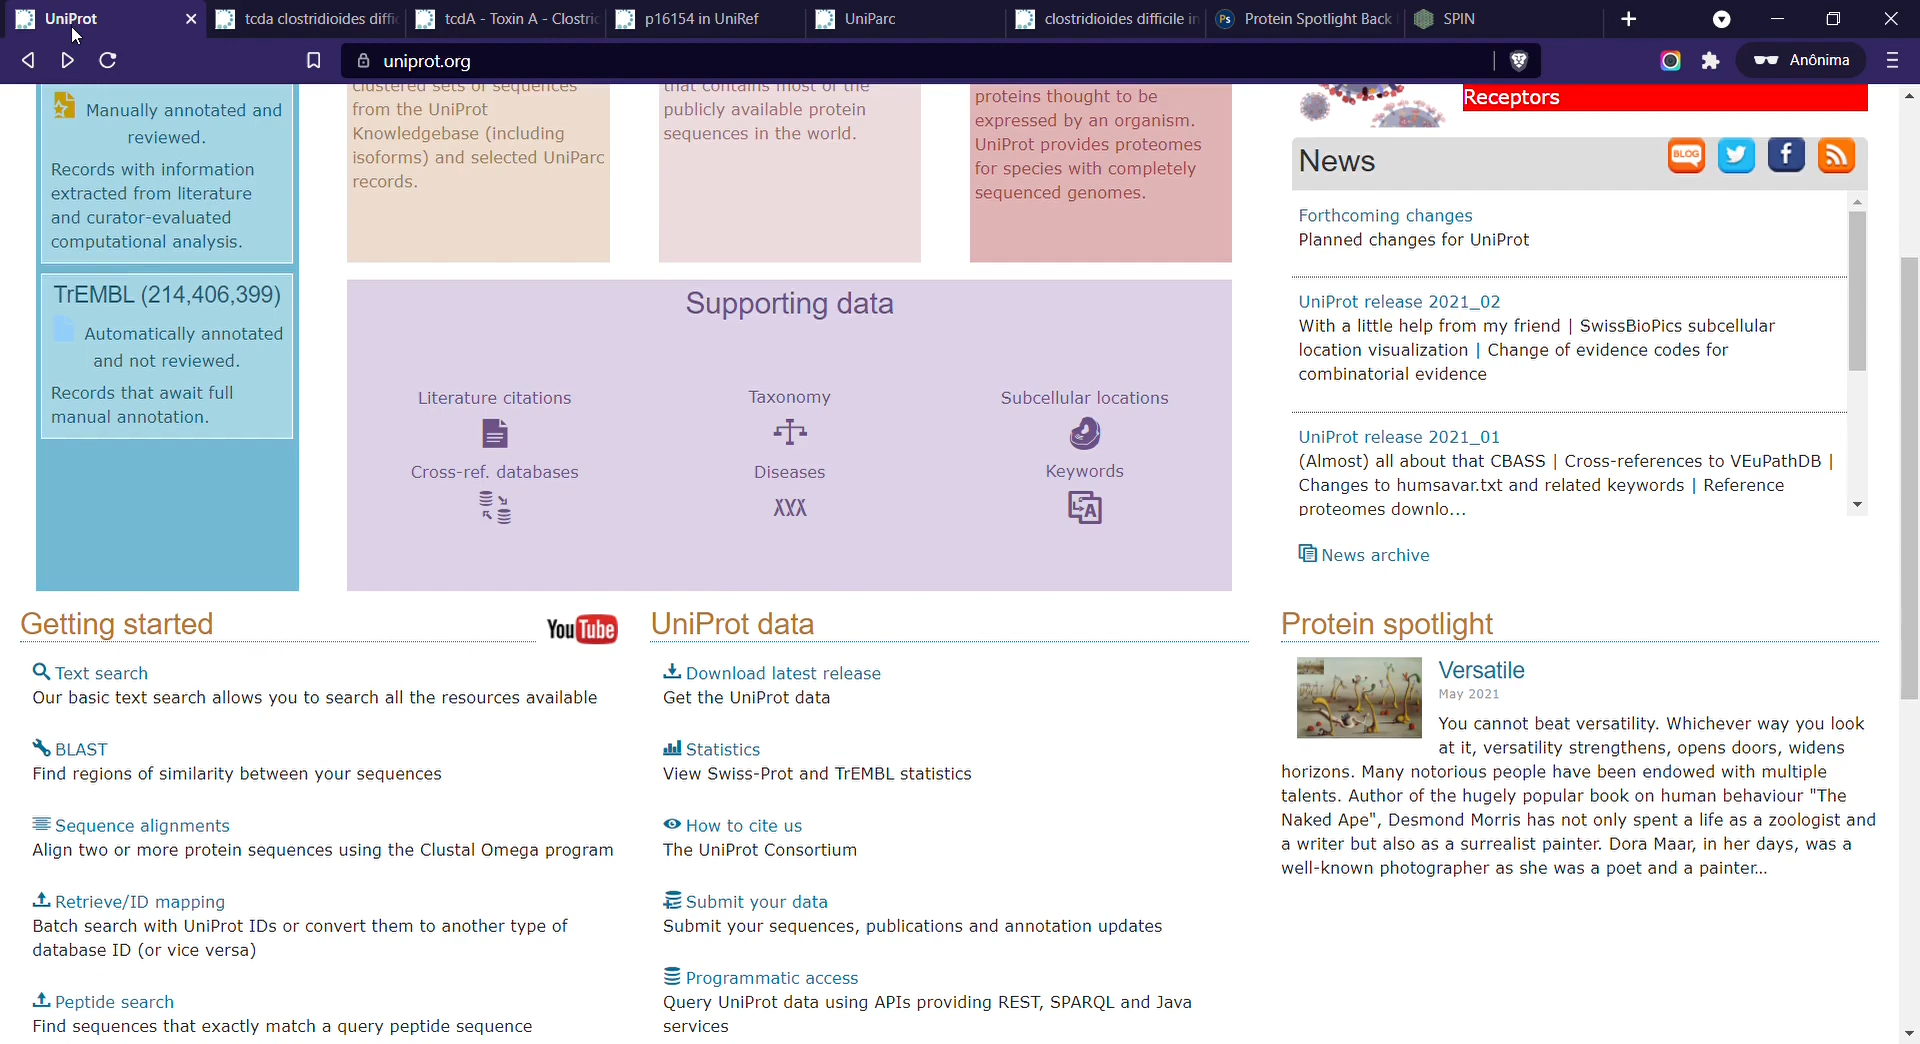 UniProt
tcda clostridioides diffic
tcdA - Toxin A - Clostric
p16154 in UniRef
UniParc
clostridioides difficile in
Protein Spotlight Back
SPIN
uniprot.org
Anônima
Manually annotated and
reviewed.
Records with information
extracted from literature
and curator-evaluated
computational analysis.
TrEMBL (214,406,399)
Automatically annotated
and not reviewed.
Records that await full
manual annotation.
clustered sets of sequences
from the UniProt
Knowledgebase (including
isoforms) and selected UniParc
records.
that contains most of the
publicly available protein
sequences in the world.
proteins thought to be
expressed by an organism.
UniProt provides proteomes
for species with completely
sequenced genomes.
Supporting data
Literature citations
Taxonomy
Subcellular locations
Cross-ref. databases
Diseases
Keywords
Receptors
News
BLOG
Forthcoming changes
Planned changes for UniProt
UniProt release 2021_02
With a little help from my friend | SwissBioPics subcellular
location visualization | Change of evidence codes for
combinatorial evidence
UniProt release 2021_01
(Almost) all about that CBASS | Cross-references to VEuPathDB |
Changes to humsavar.txt and related keywords | Reference
proteomes downlo...
News archive
Getting started
YouTube
Text search
Our basic text search allows you to search all the resources available
BLAST
Find regions of similarity between your sequences
Sequence alignments
Align two or more protein sequences using the Clustal Omega program
Retrieve/ID mapping
Batch search with UniProt IDs or convert them to another type of
database ID (or vice versa)
Peptide search
Find sequences that exactly match a query peptide sequence
UniProt data
Download latest release
Get the UniProt data
Statistics
View Swiss-Prot and TrEMBL statistics
How to cite us
The UniProt Consortium
Submit your data
Submit your sequences, publications and annotation updates
Programmatic access
Query UniProt data using APIs providing REST, SPARQL and Java
services
Protein spotlight
Versatile
May 2021
You cannot beat versatility. Whichever way you look
at it, versatility strengthens, opens doors, widens
horizons. Many notorious people have been endowed with multiple
talents. Author of the hugely popular book on human behaviour "The
Naked Ape", Desmond Morris has not only spent a life as a zoologist and
a writer but also as a surrealist painter. Dora Maar, in her days, was a
well-known photographer as she was a poet and a painter...